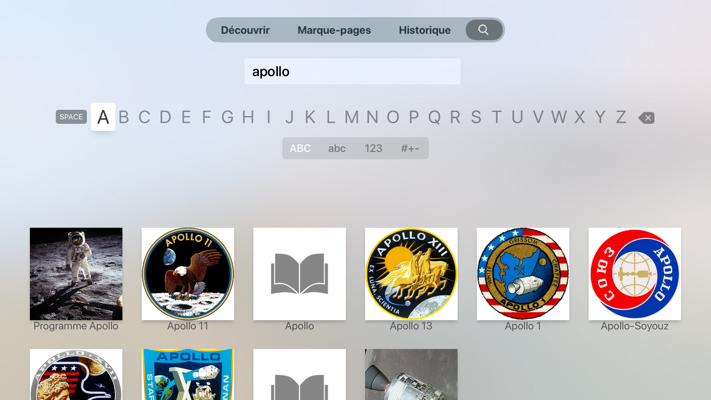 Découvrir Marque-pages Historique
apollo
SPACE A B C D E F G H I J K L M N O P Q R S T U V W X Y Z
ABC abc 123 #+-
APOLLO 11
APOLLO XIII
EX LUNA SCIENTIA
GRISSOM
WHITE
CHAFFEE
APOLLO 1
СОЮЗ
APOLLO
Programme Apollo Apollo 11 Apollo Apollo 13 Apollo 1 Apollo-Soyouz
APOLLO